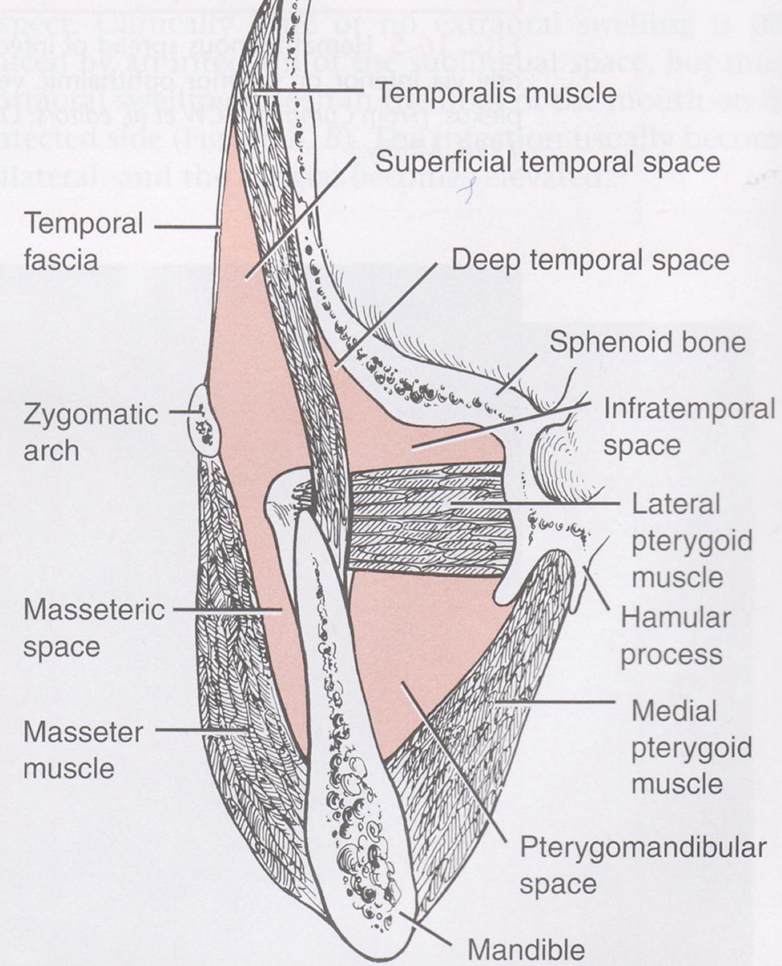 Temporalis muscle
Superficial temporal space
Temporal
fascia
Deep temporal space
Sphenoid bone
Zygomatic
arch
Infratemporal
space
Lateral
pterygoid
muscle
Masseteric
space
Hamular
process
Masseter
muscle
Medial
pterygoid
muscle
Pterygomandibular
space
Mandible